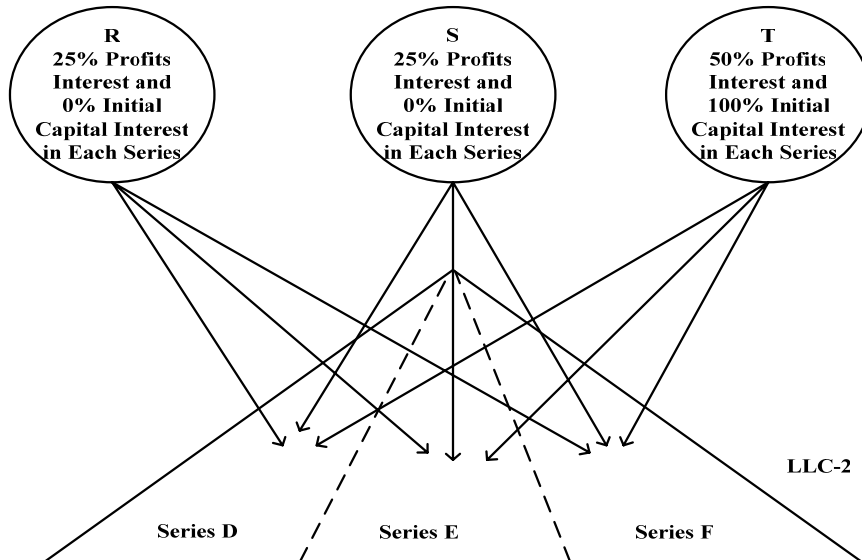 R
25% Profits
Interest and
0% Initial
Capital Interest
in Each Series
S
25% Profits
Interest and
0% Initial
Capital Interest
in Each Series
T
50% Profits
Interest and
100% Initial
Capital Interest
in Each Series
LLC-2
Series D
Series E
Series F